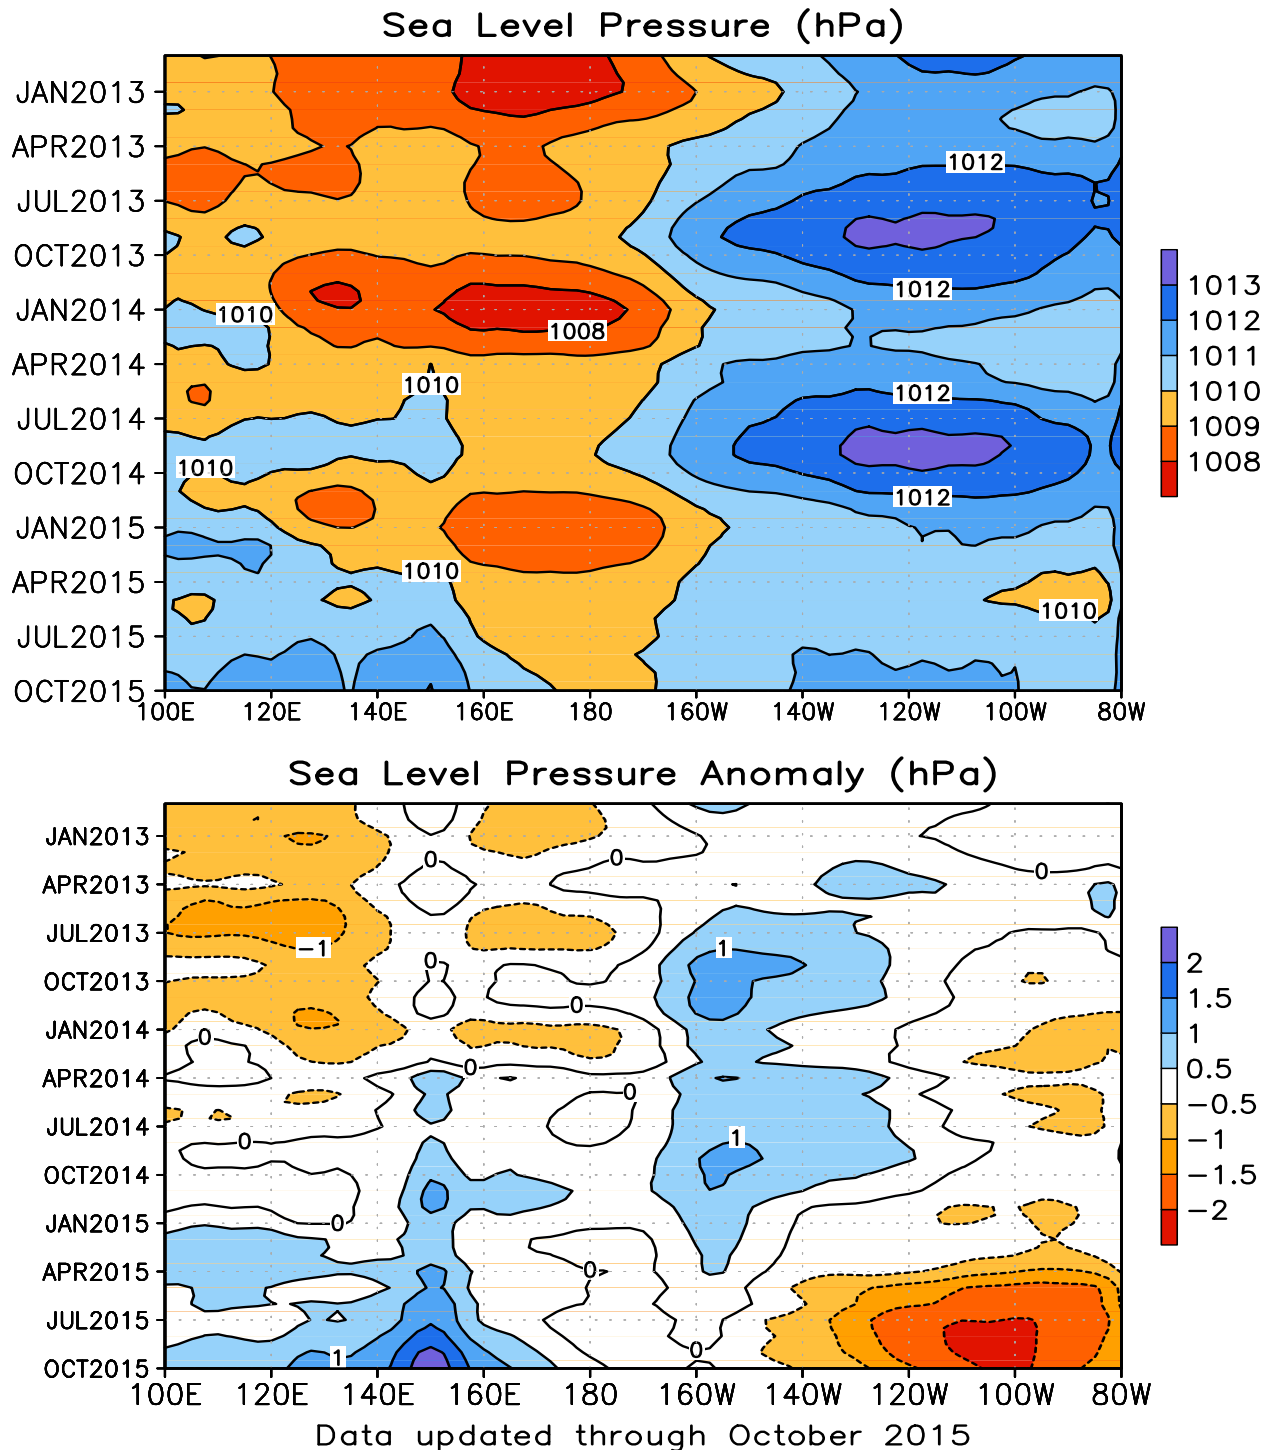 Sea Level Pressure (hPa)
JAN2013
APR2013
1012
JUL2013
OCT2013
1012
1013
JAN2014
1010
1008
1012
1011
APR2014
1010
1012
1010
JUL2014
1009
1010
1008
OCT2014
1012
JAN2015
1010
APR2015
1010
JUL2015
OCT2015
100E 120E 140E 160E 180 160W 140W 120W 100W 80W
Sea Level Pressure Anomaly (hPa)
JAN2013
0 0
0
APR2013
JUL2013
−1 1
0
2
OCT2013
0
1.5
JAN2014
0
1
0
0.5
APR2014
0
−0.5
JUL2014
0 1
−1
OCT2014
−1.5
JAN2015
0
−2
APR2015
0
JUL2015
0
1
OCT2015
100E 120E 140E 160E 180 160W 140W 120W 100W 80W
Data updated through October 2015